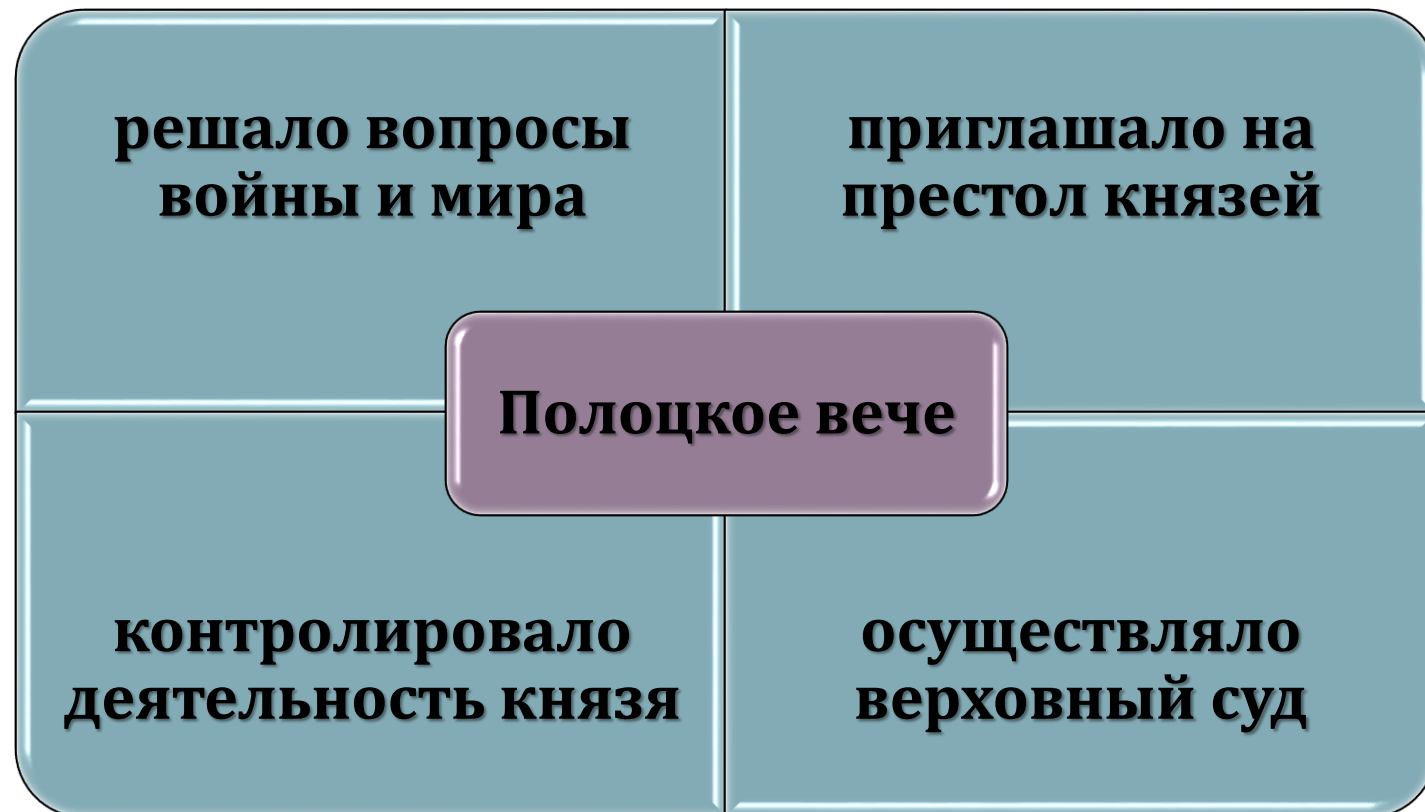 решало вопросы
войны и мира
приглашало на
престол князей
Полоцкое вече
контролировало
деятельность князя
осуществляло
верховный суд